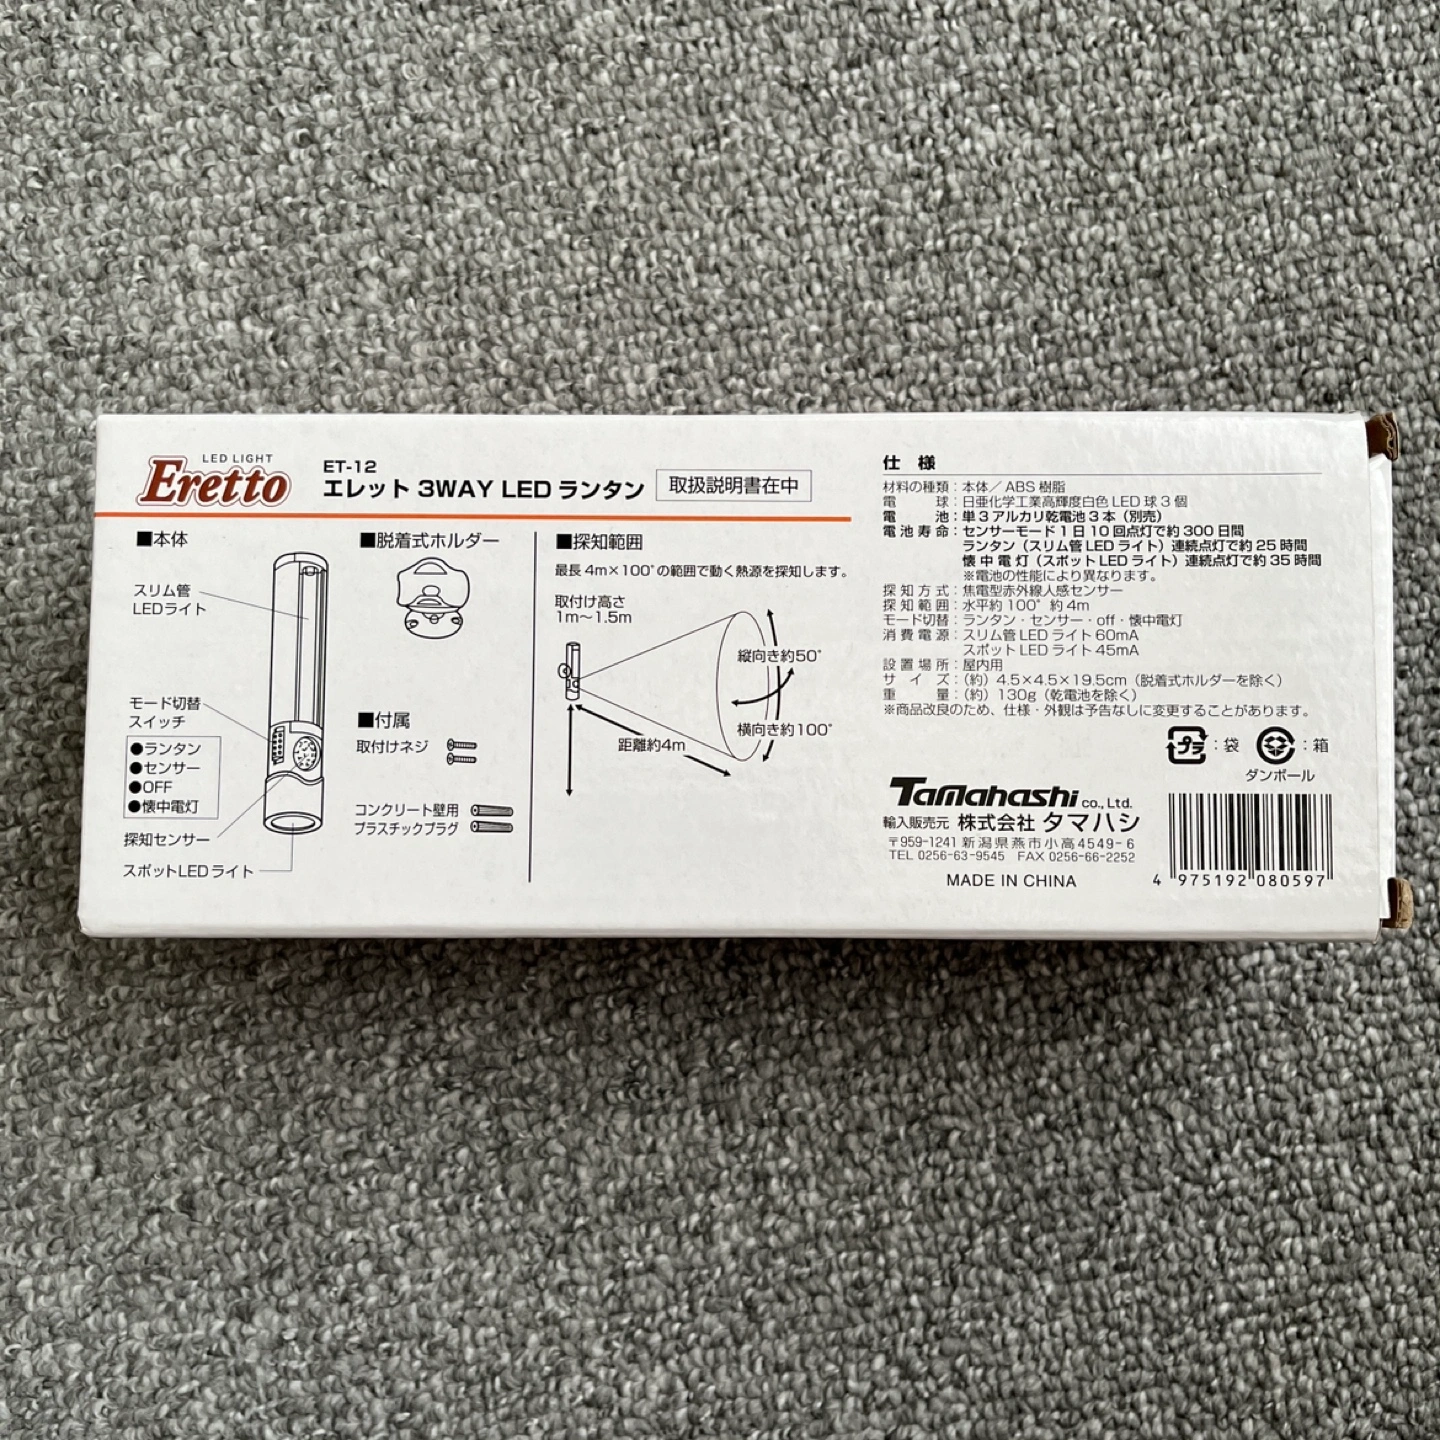 LED LIGHT
Eretto
ET-12
エレット 3WAY LED ランタン
取扱説明書在中
■本体
スリム管
LEDライト
モード切替
スイッチ
●ランタン
●センサー
●OFF
●懐中電灯
探知センサー
スポットLEDライト
■脱着式ホルダー
■付属
取付けネジ
コンクリート壁用
プラスチックプラグ
■探知範囲
最長4m×100°の範囲で動く熱源を探知します。
取付け高さ
1m〜1.5m
縦向き約50°
横向き約100°
距離約4m
仕 様
材料の種類：本体／ABS樹脂
電 球：日亜化学工業高輝度白色LED球3個
電 池：単3アルカリ乾電池3本（別売）
電池寿命：センサーモード1日10回点灯で約300日間
ランタン（スリム管LEDライト）連続点灯で約25時間
懐中電灯（スポットLEDライト）連続点灯で約35時間
※電池の性能により異なります。
探知方式：焦電型赤外線人感センサー
探知範囲：水平約100° 約4m
モード切替：ランタン・センサー・off・懐中電灯
消費電源：スリム管LEDライト60mA
スポットLEDライト45mA
設置場所：屋内用
サイズ：（約）4.5×4.5×19.5cm（脱着式ホルダーを除く）
重 量：（約）130g（乾電池を除く）
※商品改良のため、仕様・外観は予告なしに変更することがあります。
プラ：袋
：箱
ダンボール
Tamahashi co., Ltd.
輸入販売元 株式会社 タマハシ
〒959-1241 新潟県燕市小高4549-6
TEL 0256-63-9545 FAX 0256-66-2252
MADE IN CHINA
4 975192 080597